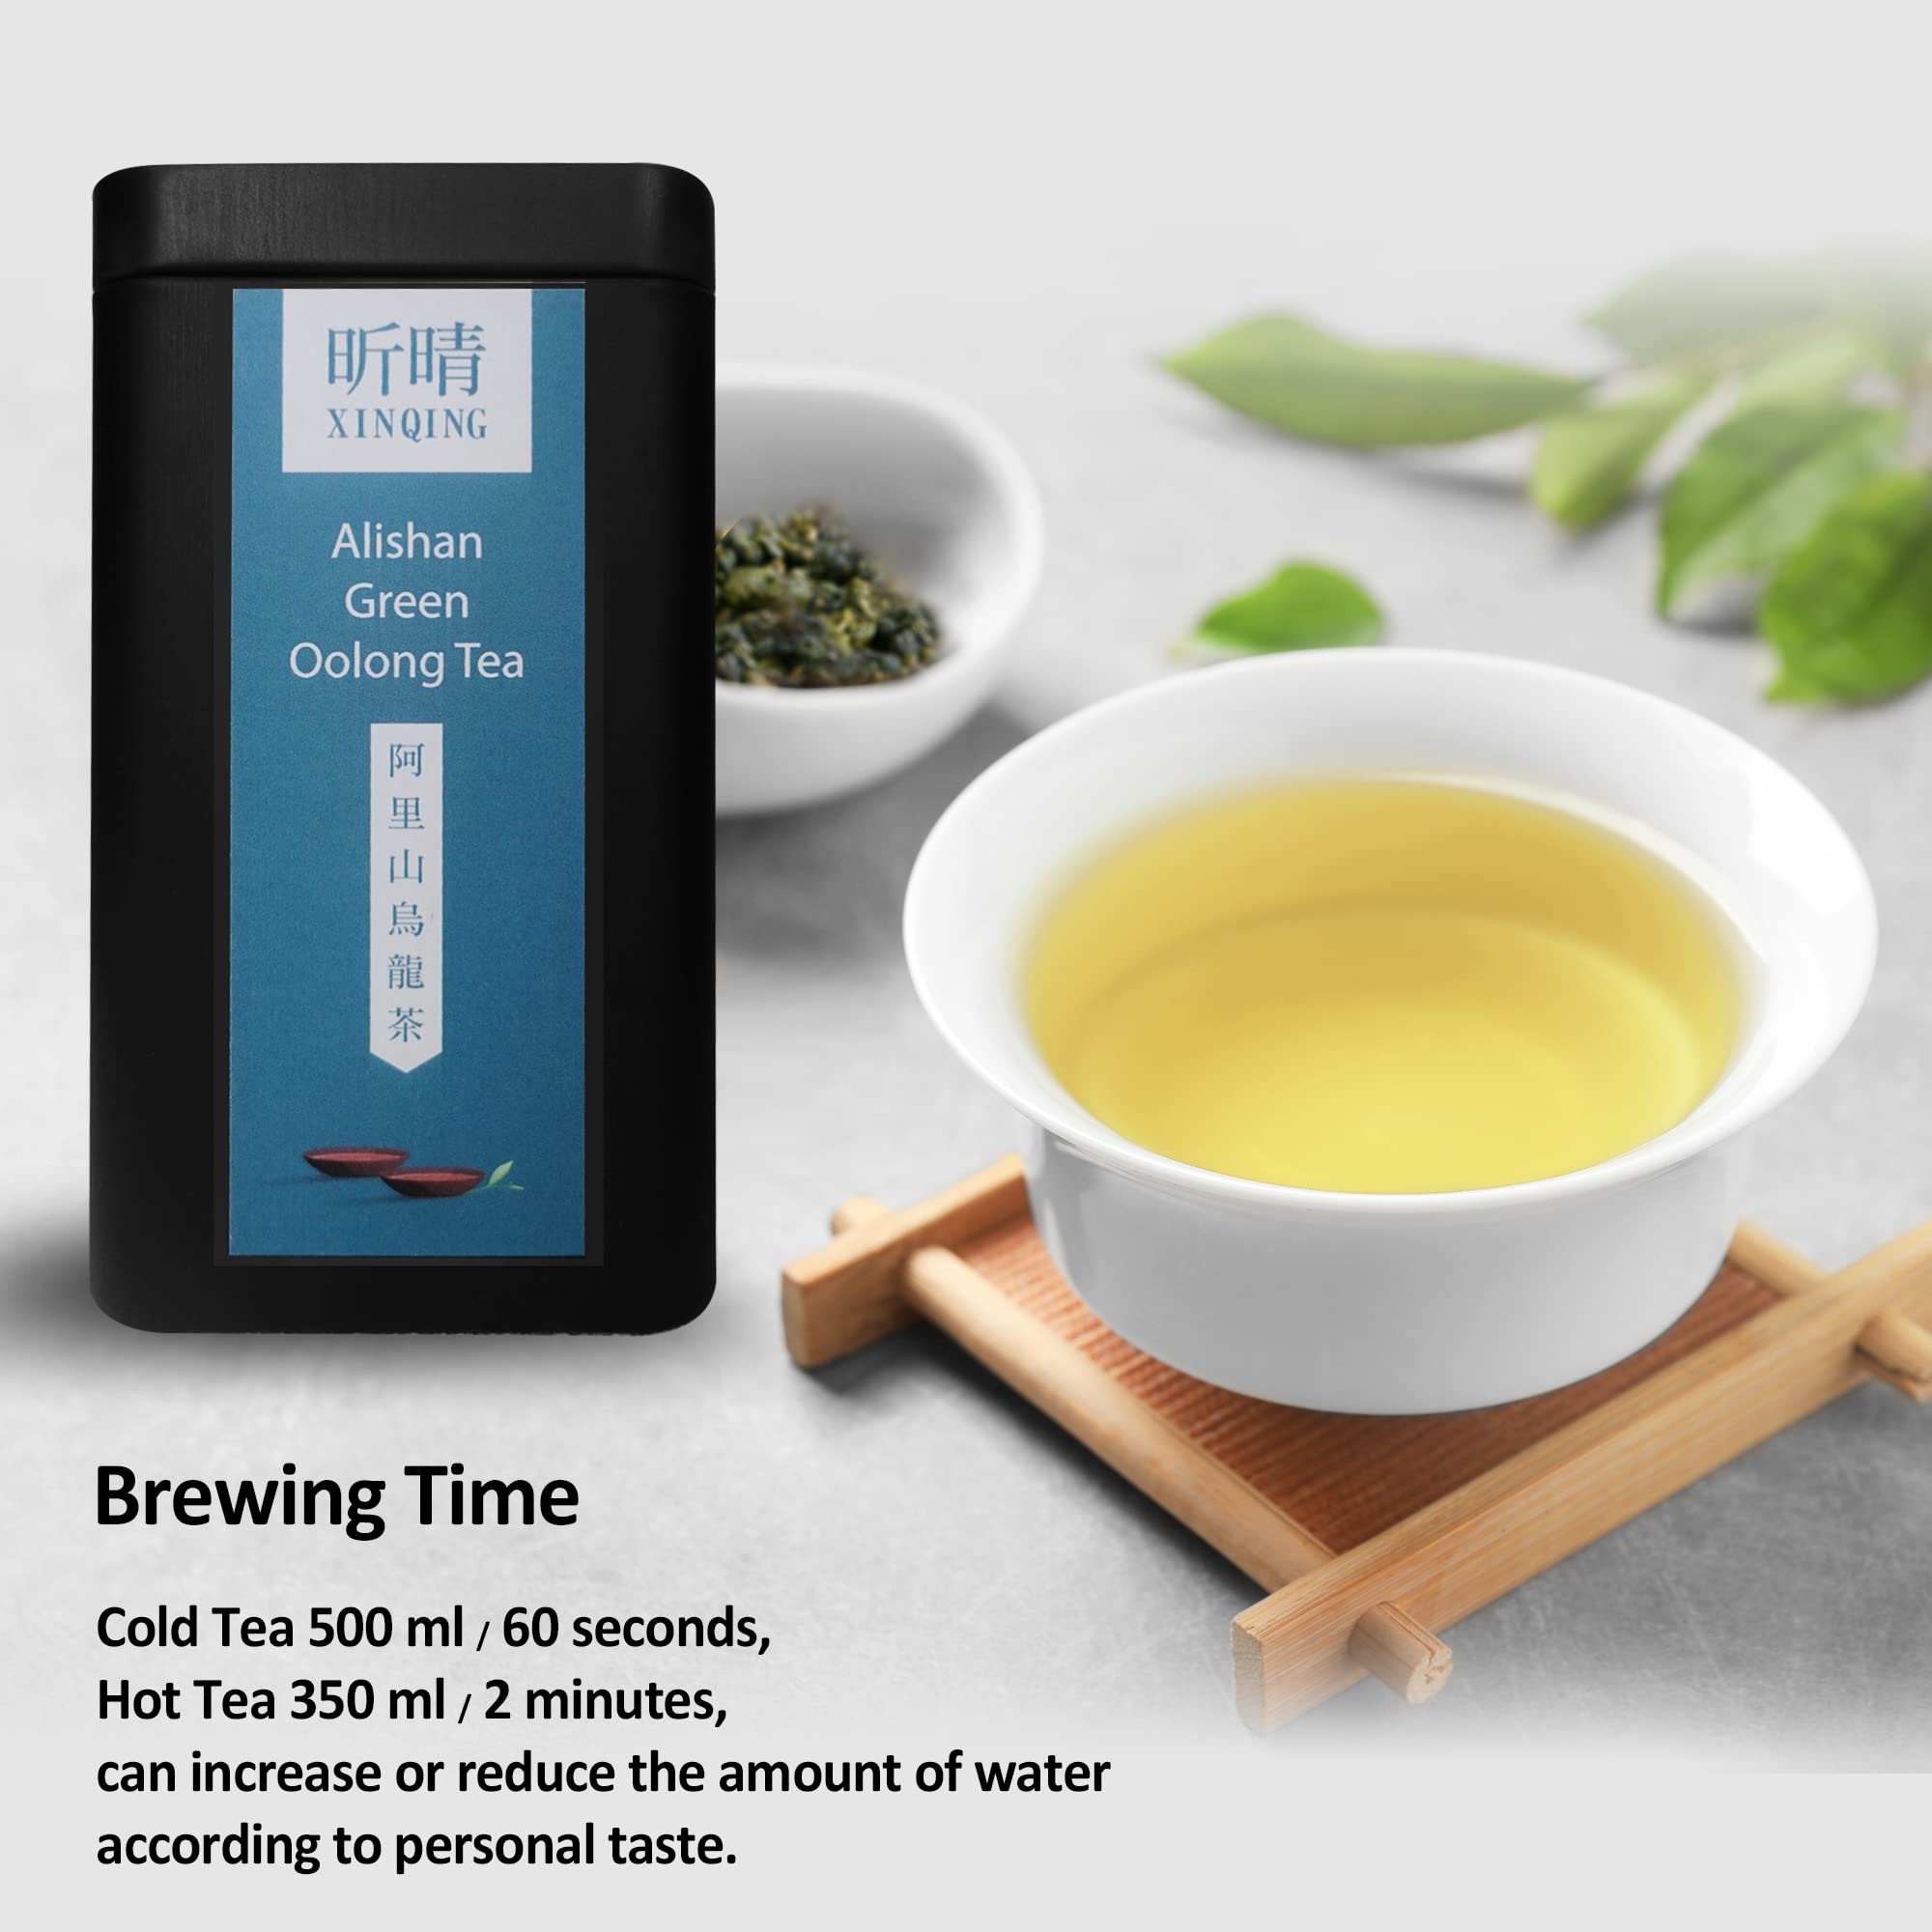 昕晴
XINQING
Alishan
Green
Oolong Tea
阿里山烏龍茶
Brewing Time
Cold Tea 500 ml / 60 seconds,
Hot Tea 350 ml / 2 minutes,
can increase or reduce the amount of water
according to personal taste.